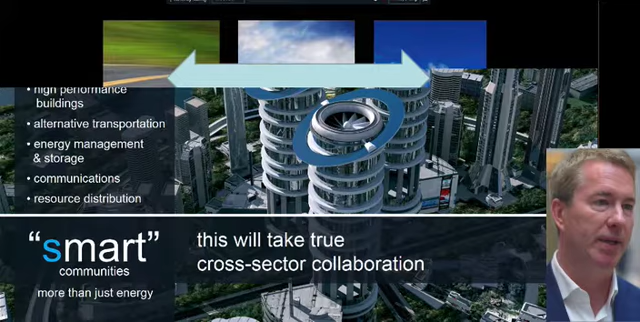 • high performance
buildings
• alternative transportation
• energy management
& storage
• communications
• resource distribution
“smart”
communities
more than just energy
this will take true
cross-sector collaboration